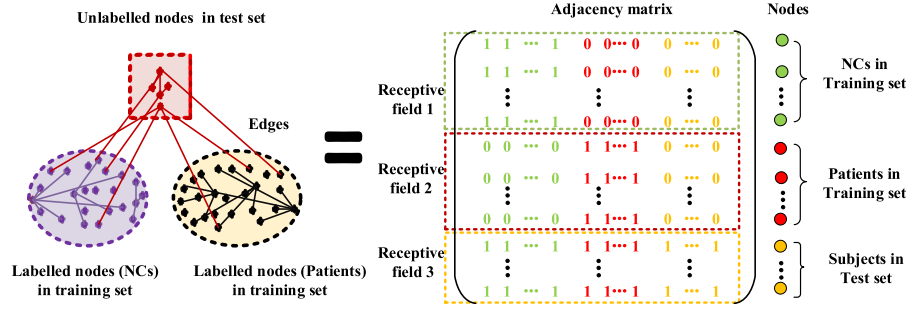 Unlabelled nodes in test set
Edges
Labelled nodes (NCs)
in training set
Labelled nodes (Patients)
in training set
=
Adjacency matrix
Nodes
Receptive
field 1
1 1 ··· 1 0 0··· 0 0 ··· 0
1 1 ··· 1 0 0··· 0 0 ··· 0
1 1 ··· 1 0 0··· 0 0 ··· 0
NCs in
Training set
Receptive
field 2
0 0 ··· 0 1 1··· 1 0 ··· 0
0 0 ··· 0 1 1··· 1 0 ··· 0
0 0 ··· 0 1 1··· 1 0 ··· 0
Patients in
Training set
Receptive
field 3
1 1 ··· 1 1 1··· 1 1 ··· 1
1 1 ··· 1 1 1··· 1 1 ··· 1
Subjects in
Test set